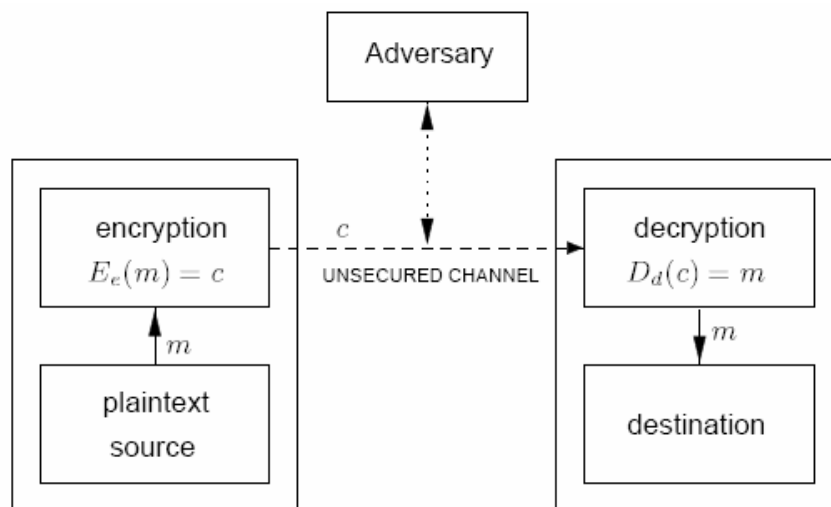 Adversary
encryption
E_e(m) = c
c
UNSECURED CHANNEL
decryption
D_d(c) = m
m
m
plaintext
source
destination